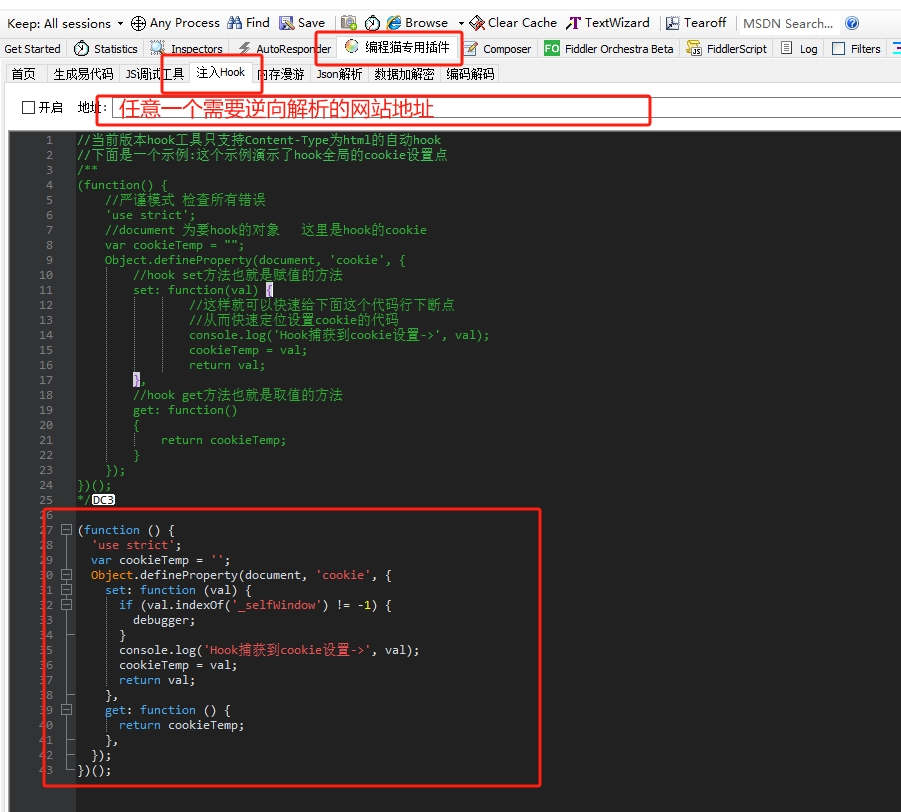 Keep: All sessions Any Process Find Save Browse Clear Cache TextWizard Tearoff MSDN Search...
Get Started Statistics Inspectors AutoResponder 编程猫专用插件 Composer FO Fiddler Orchestra Beta FiddlerScript Log Filters
首页 生成易代码 JS调试工具 注入Hook 内存漫游 Json解析 数据加解密 编码解码
开启 地址: 任意一个需要逆向解析的网站地址
1 //当前版本hook工具只支持Content-Type为html的自动hook
2 //下面是一个示例:这个示例演示了hook全局的cookie设置点
3 /**
4 (function() {
5 //严谨模式 检查所有错误
6 'use strict';
7 //document 为要hook的对象 这里是hook的cookie
8 var cookieTemp = "";
9 Object.defineProperty(document, 'cookie', {
10 //hook set方法也就是赋值的方法
11 set: function(val) {
12 //这样就可以快速给下面这个代码行下断点
13 //从而快速定位设置cookie的代码
14 console.log('Hook捕获到cookie设置->', val);
15 cookieTemp = val;
16 return val;
17 },
18 //hook get方法也就是取值的方法
19 get: function()
20 {
21 return cookieTemp;
22 }
23 });
24 })();
25 */DC3
26
27 (function () {
28 'use strict';
29 var cookieTemp = '';
30 Object.defineProperty(document, 'cookie', {
31 set: function (val) {
32 if (val.indexOf('_selfWindow') != -1) {
33 debugger;
34 }
35 console.log('Hook捕获到cookie设置->', val);
36 cookieTemp = val;
37 return val;
38 },
39 get: function () {
40 return cookieTemp;
41 },
42 });
43 })();